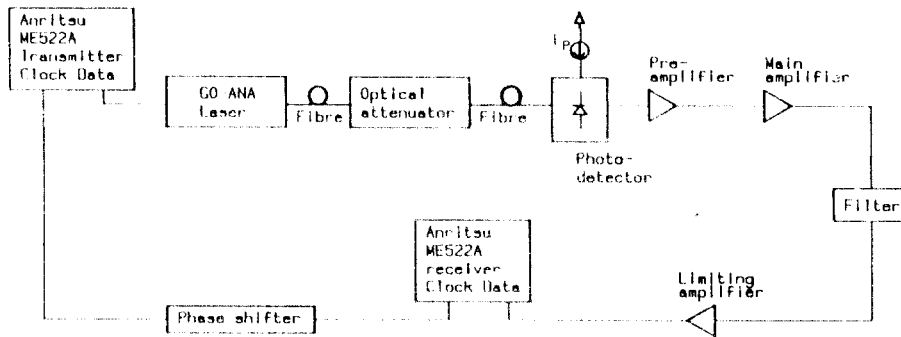 Anritsu
ME522A
Transmitter
Clock Data
GO ANA
Laser
Fibre
Optical
attenuator
Fibre
IP
Photo-
detector
Pre-
amplifier
Main
amplifier
Filter
Anritsu
ME522A
receiver
Clock Data
Limiting
amplifier
Phase shifter